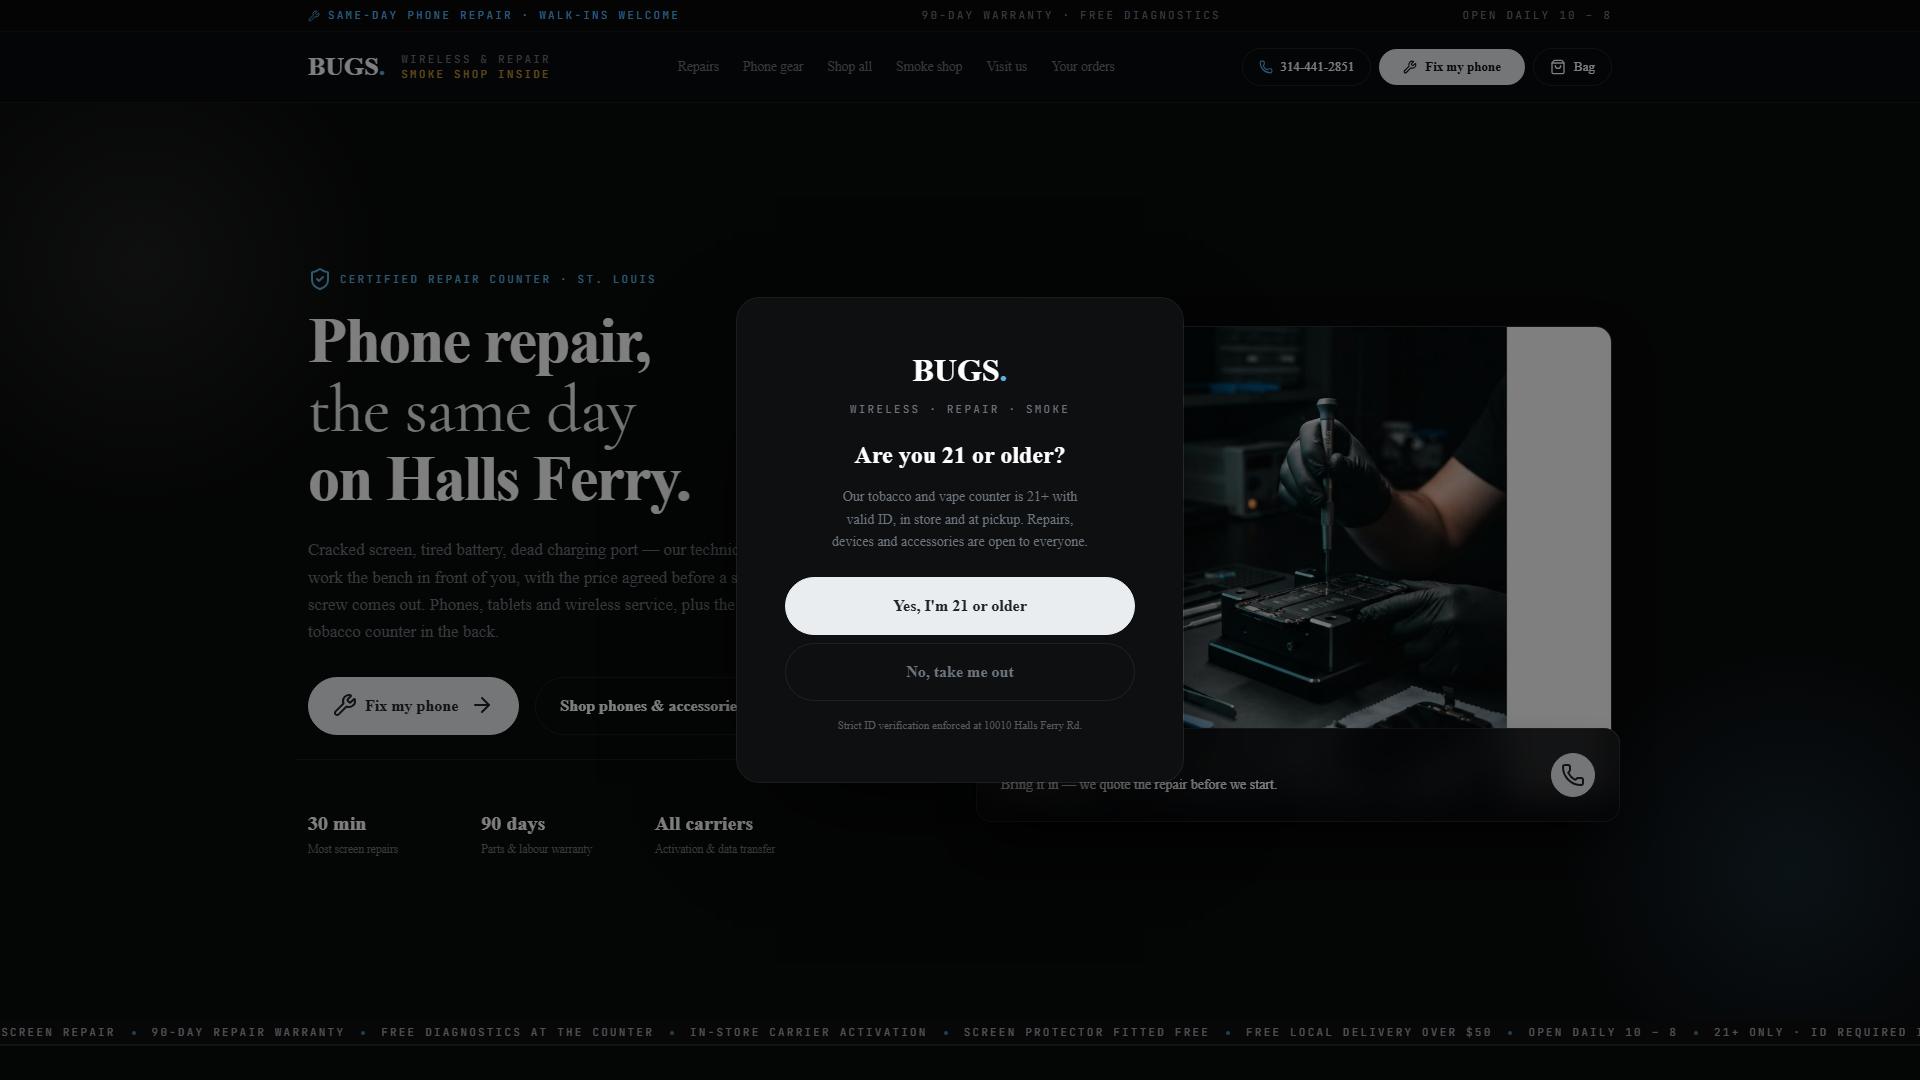 SAME-DAY PHONE REPAIR · WALK-INS WELCOME
90-DAY WARRANTY · FREE DIAGNOSTICS
OPEN DAILY 10 – 8
BUGS.
WIRELESS & REPAIR
SMOKE SHOP INSIDE
Repairs
Phone gear
Shop all
Smoke shop
Visit us
Your orders
314-441-2851
Fix my phone
Bag
CERTIFIED REPAIR COUNTER · ST. LOUIS
Phone repair,
the same day
on Halls Ferry.
Cracked screen, tired battery, dead charging port — our
work the bench in front of you, with the price agreed before a
screw comes out. Phones, tablets and wireless service, plus the
tobacco counter in the back.
Fix my phone
Shop phones &
30 min
Most screen repairs
90 days
Parts & labour warranty
All carriers
Activation & data transfer
BUGS.
WIRELESS · REPAIR · SMOKE
Are you 21 or older?
Our tobacco and vape counter is 21+ with
valid ID, in store and at pickup. Repairs,
devices and accessories are open to everyone.
Yes, I'm 21 or older
No, take me out
Strict ID verification enforced at 10010 Halls Ferry Rd.
Bring it in — we quote the repair before we start.
SCREEN REPAIR • 90-DAY REPAIR WARRANTY • FREE DIAGNOSTICS AT THE COUNTER • IN-STORE CARRIER ACTIVATION • SCREEN PROTECTOR FITTED FREE • FREE LOCAL DELIVERY OVER $50 • OPEN DAILY 10 – 8 • 21+ ONLY · ID REQUIRED